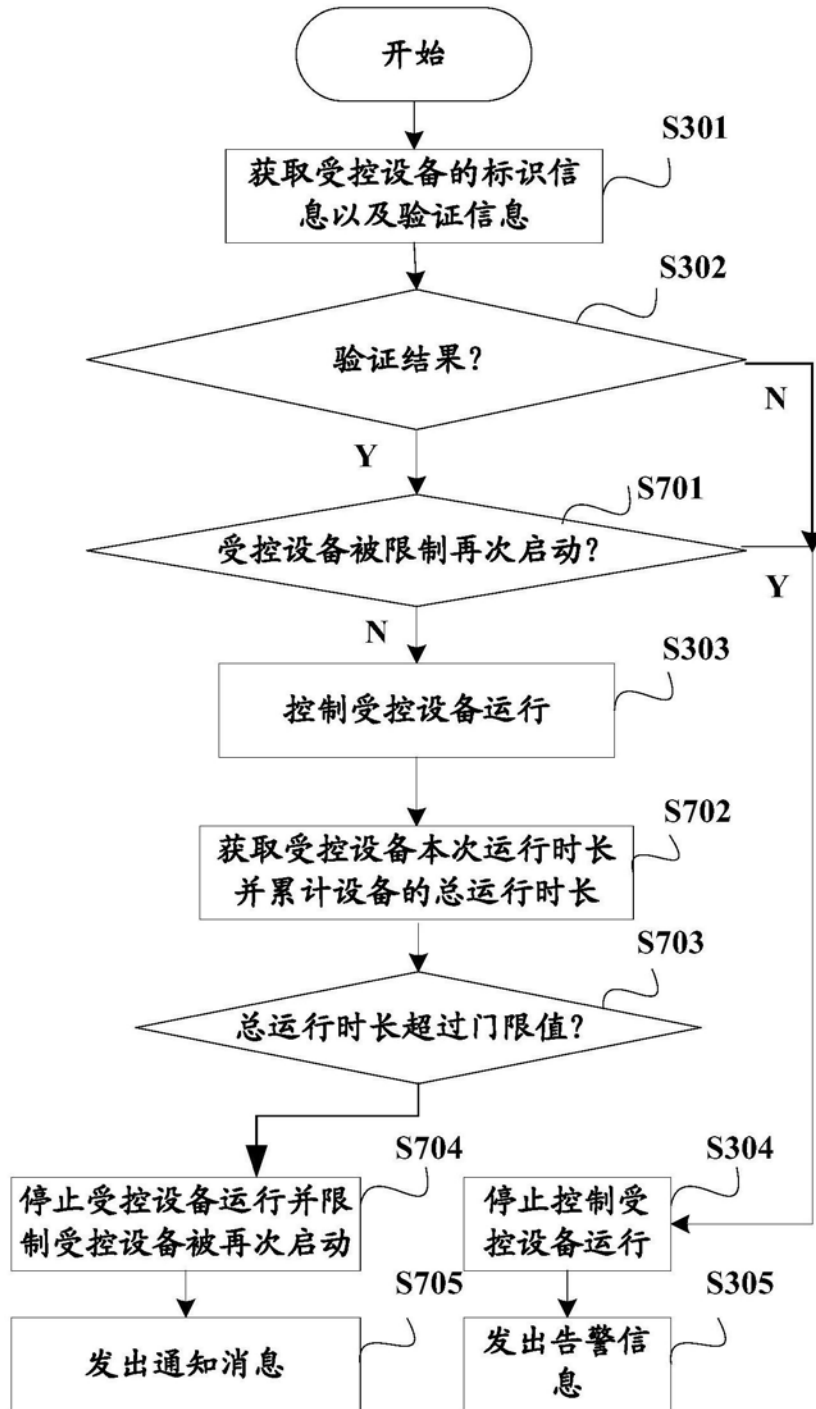 开始
S301
获取受控设备的标识信
息以及验证信息
S302
验证结果？
N
Y
S701
受控设备被限制再次启动？
Y
N
S303
控制受控设备运行
S702
获取受控设备本次运行时长
并累计设备的总运行时长
S703
总运行时长超过门限值？
S704
停止受控设备运行并限
制受控设备被再次启动
S304
停止控制受
控设备运行
S705
发出通知消息
S305
发出告警信
息